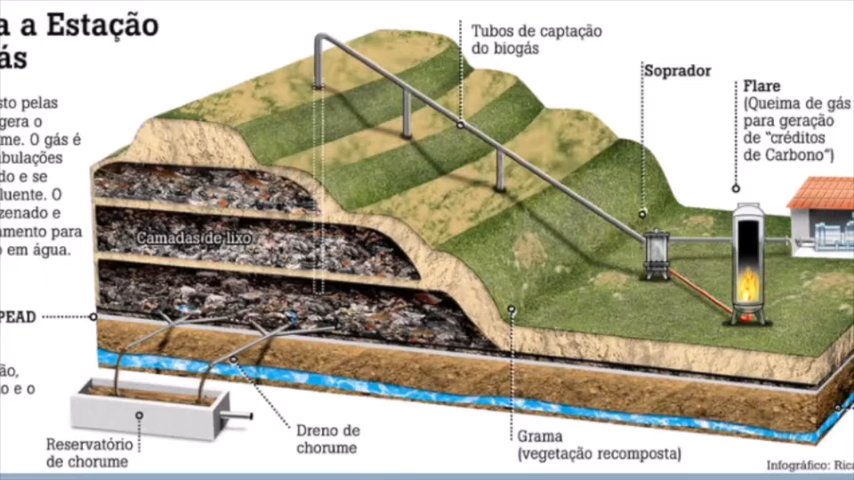 a a Estação
ás
sto pelas
gera o
me. O gás é
bulações
do e se
luente. O
zenado e
amento para
o em água.
PEAD
ão,
o e o
Tubos de captação
do biogás
Soprador
Flare
(Queima de gás
para geração
de "créditos
de Carbono")
Camadas de lixo
Reservatório
de chorume
Dreno de
chorume
Grama
(vegetação recomposta)
Infográfico: Rica